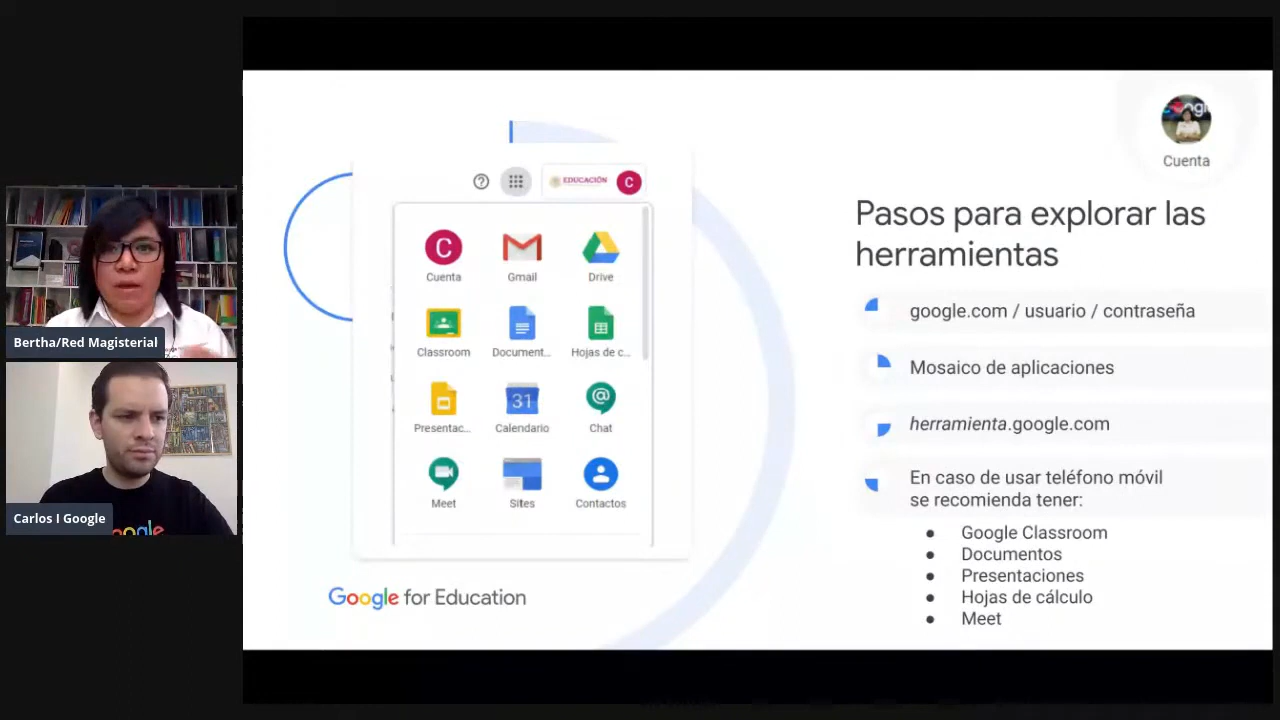 Cuenta
Pasos para explorar las
herramientas
google.com / usuario / contraseña
Mosaico de aplicaciones
herramienta.google.com
En caso de usar teléfono móvil
se recomienda tener:
● Google Classroom
● Documentos
● Presentaciones
● Hojas de cálculo
● Meet
EDUCACIÓN C
C
Cuenta Gmail Drive
Classroom Document... Hojas de c...
31 @
Presentac... Calendario Chat
Meet Sites Contactos
Google for Education
Bertha/Red Magisterial
Carlos I Google